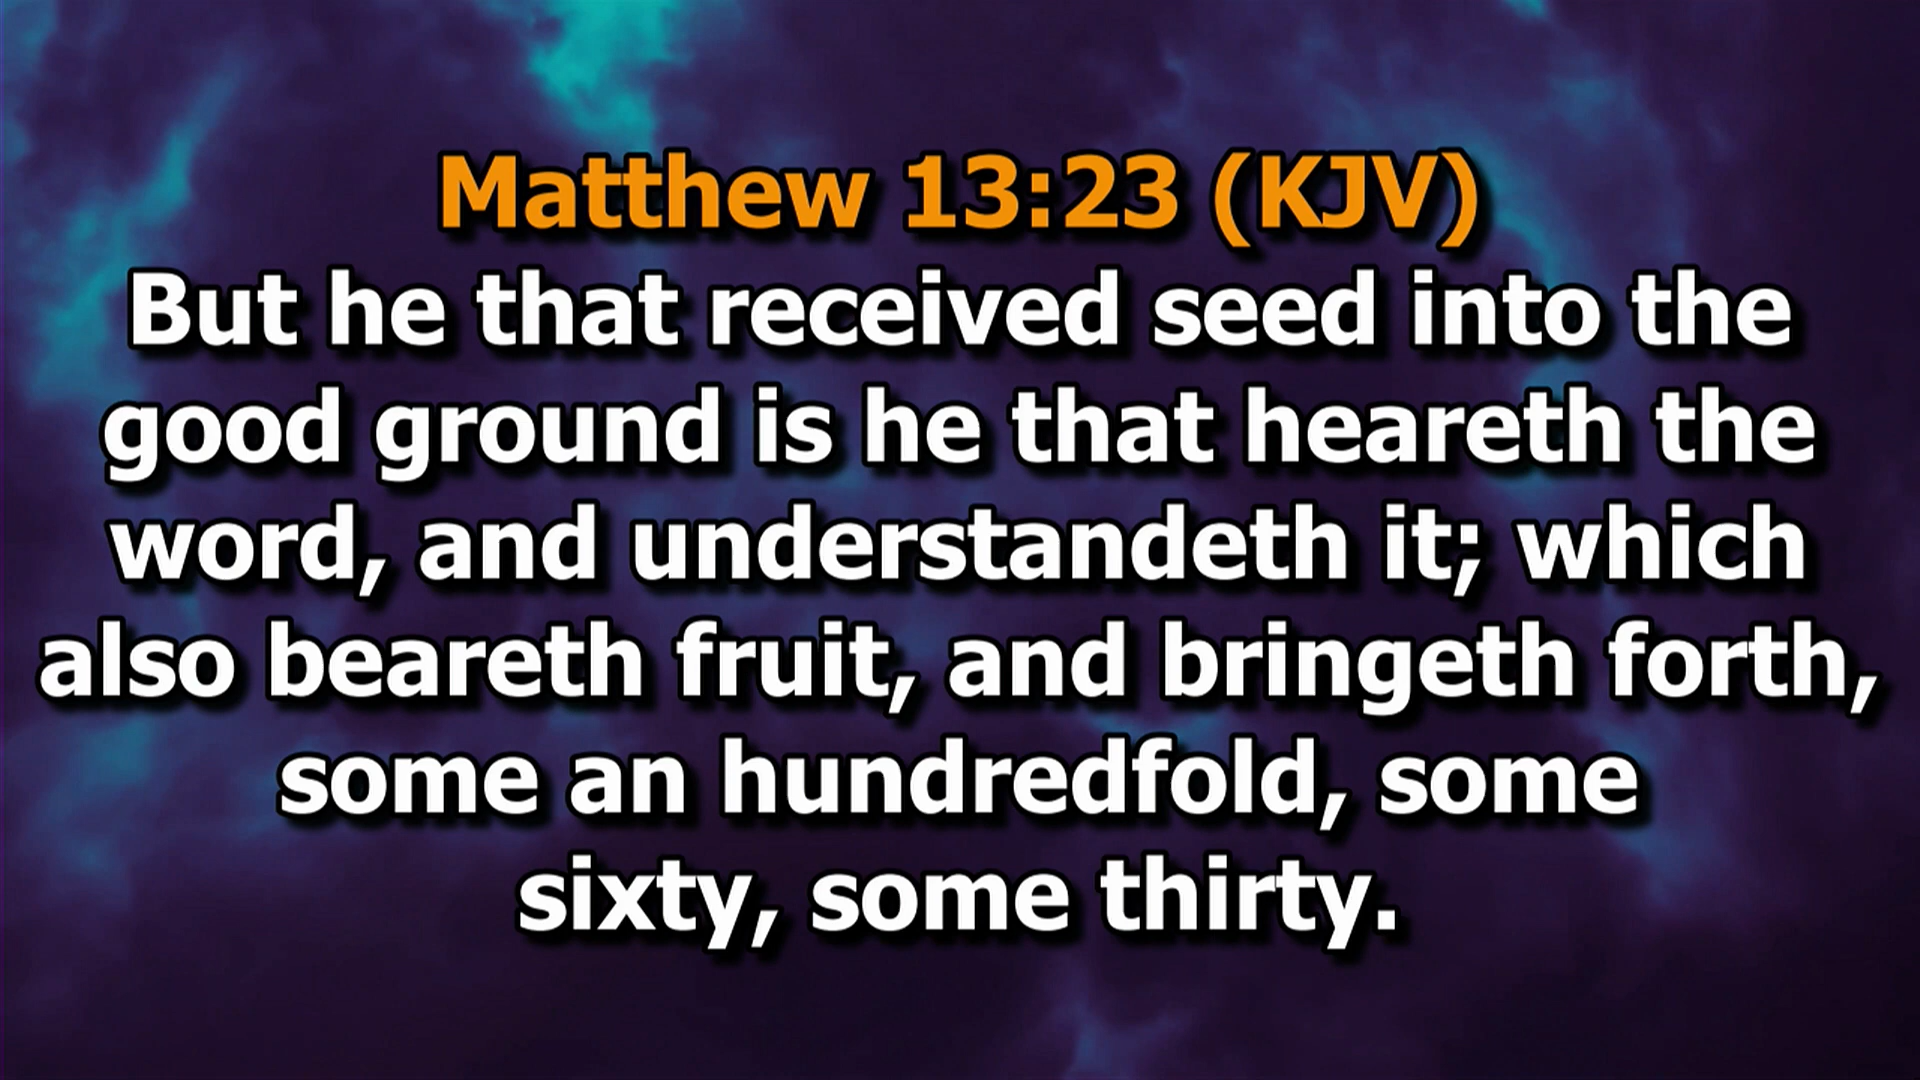 Matthew 13:23 (KJV)
But he that received seed into the
good ground is he that heareth the
word, and understandeth it; which
also beareth fruit, and bringeth forth,
some an hundredfold, some
sixty, some thirty.